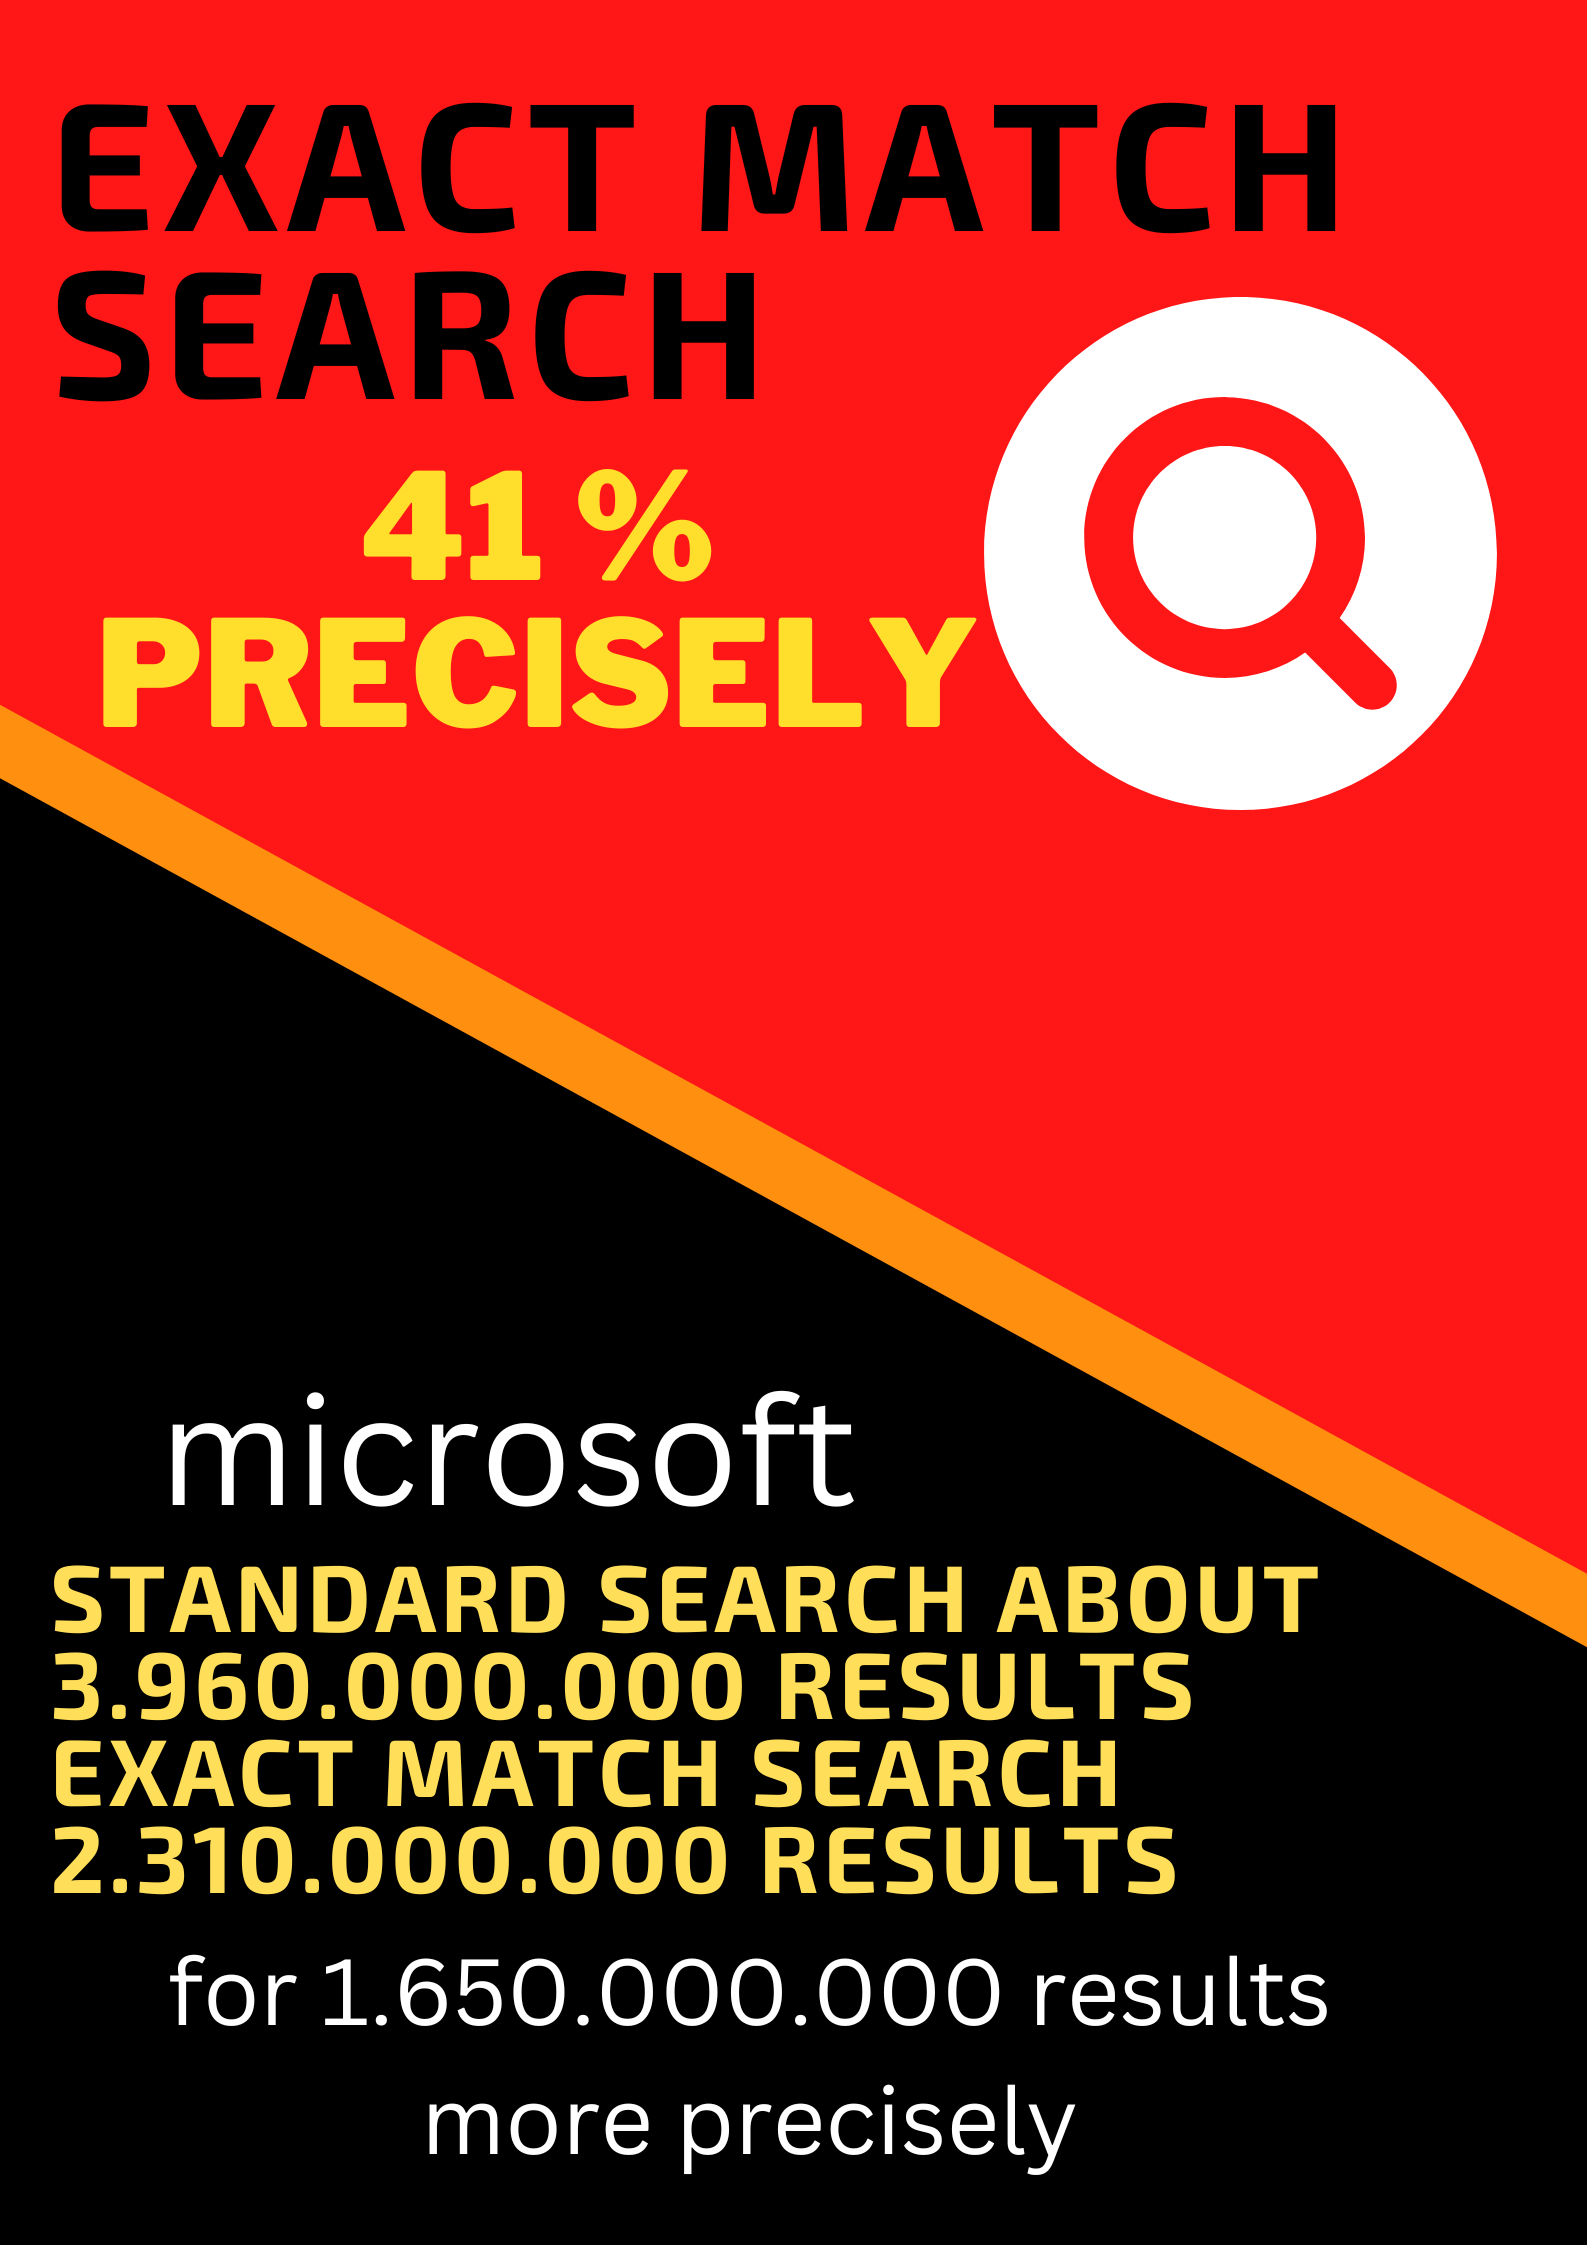 EXACT MATCH
SEARCH
41 %
PRECISELY
microsoft
STANDARD SEARCH ABOUT
3.960.000.000 RESULTS
EXACT MATCH SEARCH
2.310.000.000 RESULTS
for 1.650.000.000 results
more precisely